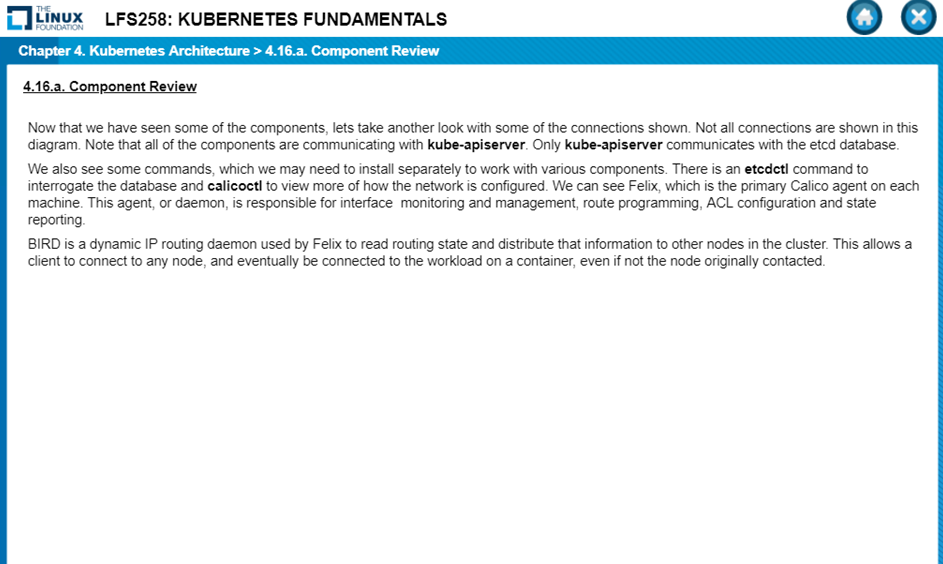 THE
LINUX
FOUNDATION
LFS258: KUBERNETES FUNDAMENTALS
Chapter 4. Kubernetes Architecture > 4.16.a. Component Review
4.16.a. Component Review
Now that we have seen some of the components, lets take another look with some of the connections shown. Not all connections are shown in this
diagram. Note that all of the components are communicating with kube-apiserver. Only kube-apiserver communicates with the etcd database.
We also see some commands, which we may need to install separately to work with various components. There is an etcdctl command to
interrogate the database and calicoctl to view more of how the network is configured. We can see Felix, which is the primary Calico agent on each
machine. This agent, or daemon, is responsible for interface  monitoring and management, route programming, ACL configuration and state
reporting.
BIRD is a dynamic IP routing daemon used by Felix to read routing state and distribute that information to other nodes in the cluster. This allows a
client to connect to any node, and eventually be connected to the workload on a container, even if not the node originally contacted.